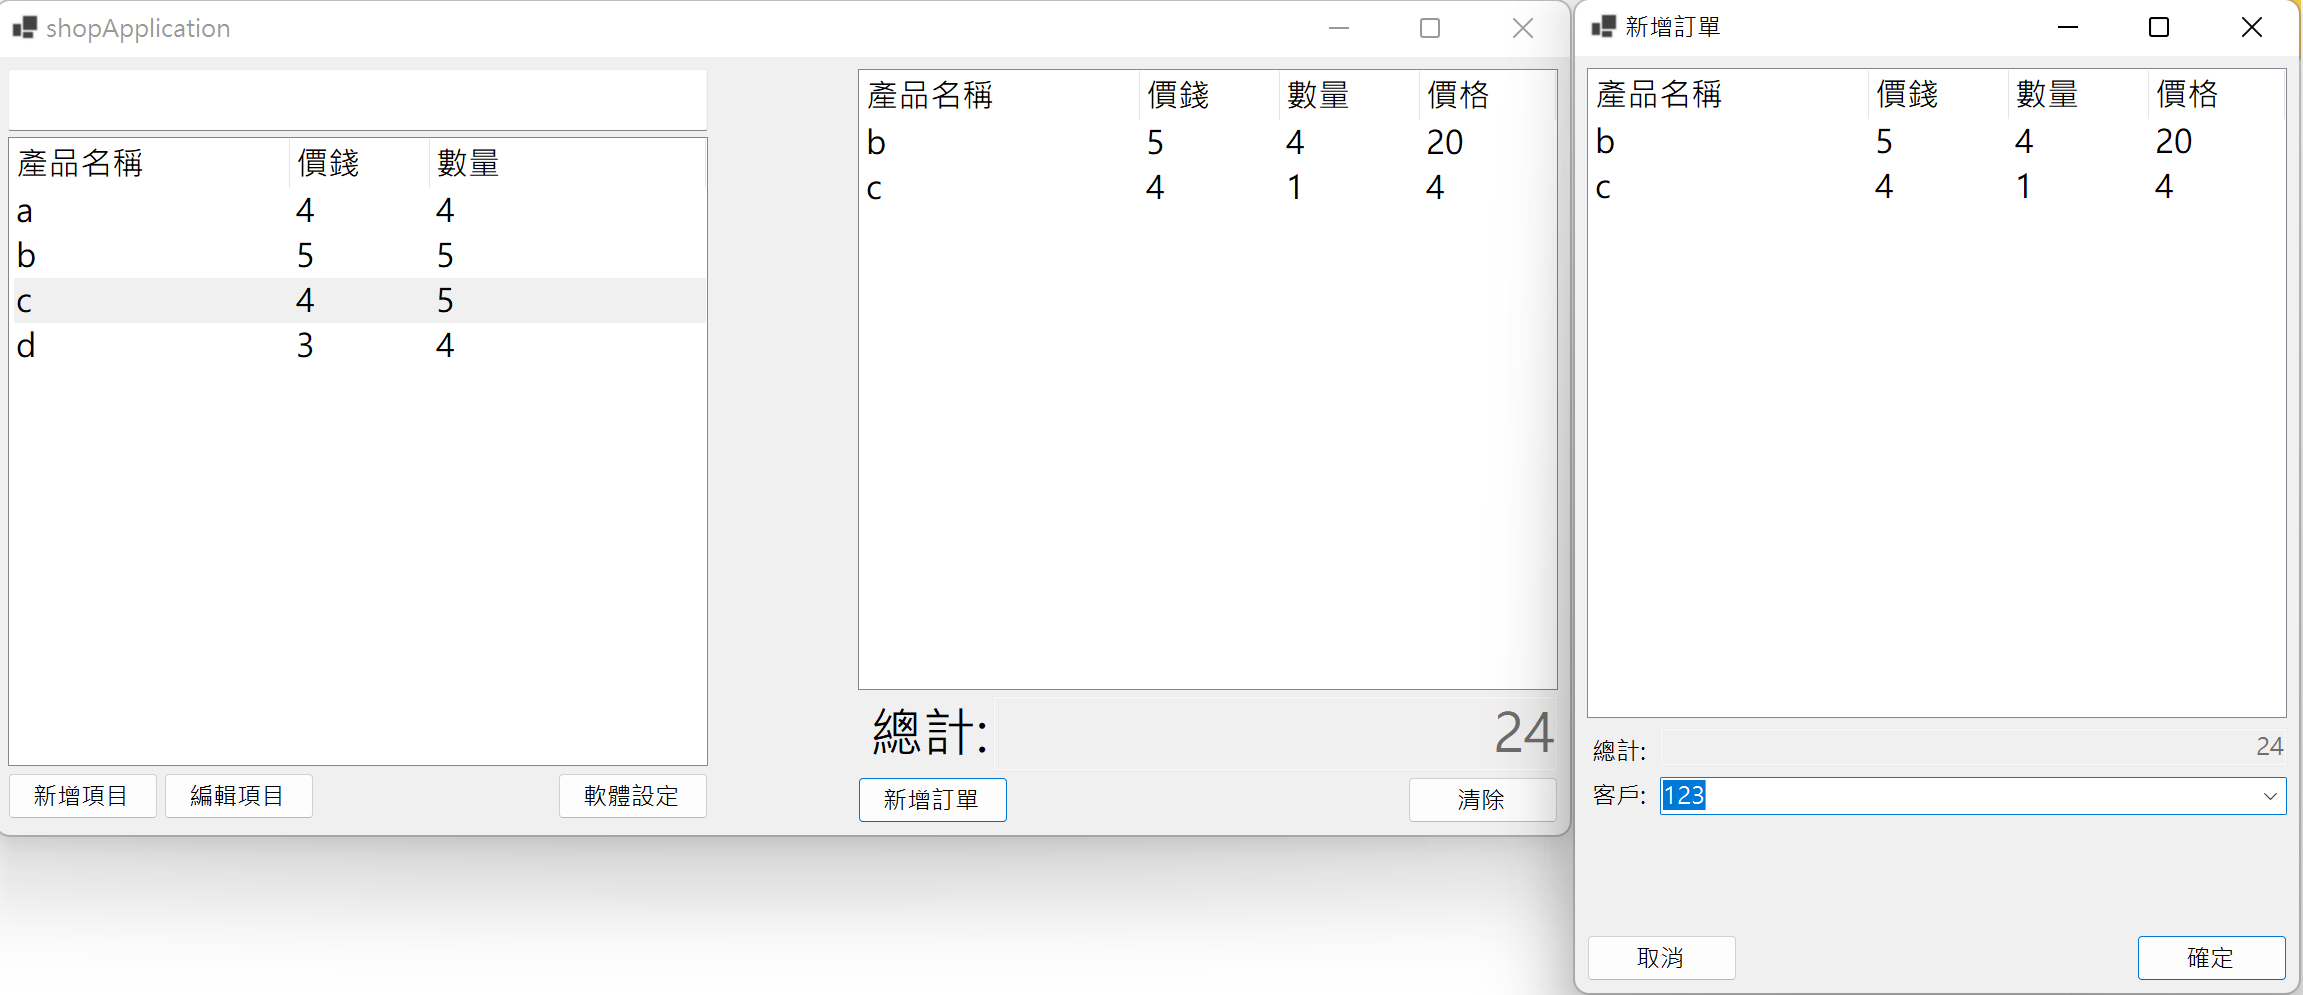 shopApplication
產品名稱 價錢 數量
a 4 4
b 5 5
c 4 5
d 3 4
新增項目 編輯項目 軟體設定
產品名稱 價錢 數量 價格
b 5 4 20
c 4 1 4
總計: 24
新增訂單 清除
新增訂單
產品名稱 價錢 數量 價格
b 5 4 20
c 4 1 4
總計: 24
客戶: 123
取消 確定